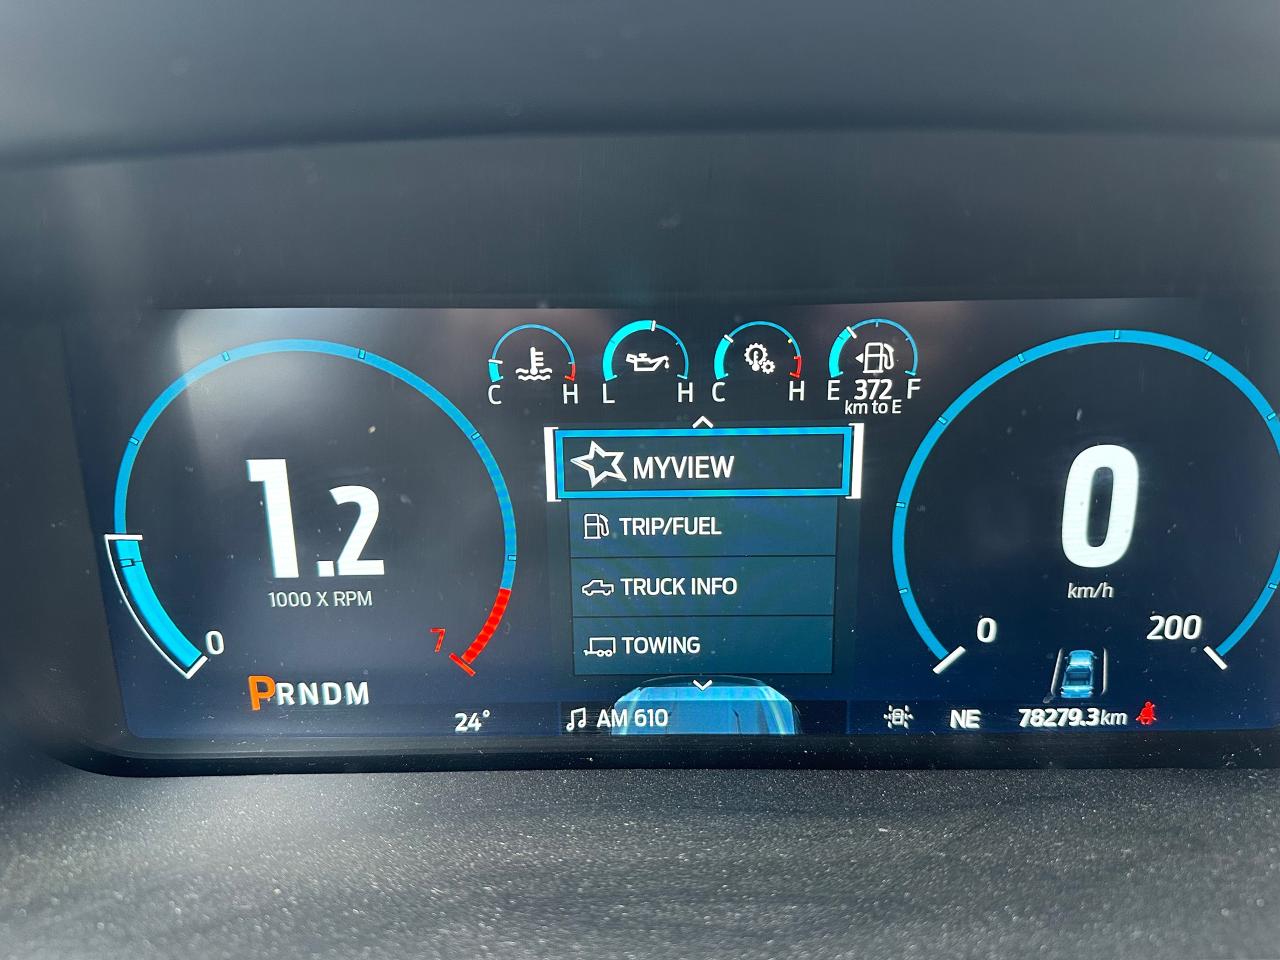 C H L H C H E 372 F
km to E
MYVIEW
TRIP/FUEL
TRUCK INFO
TOWING
1.2
1000 X RPM
0
7
PRNDM
0
km/h
0
200
24°
AM 610
NE
78279.3km